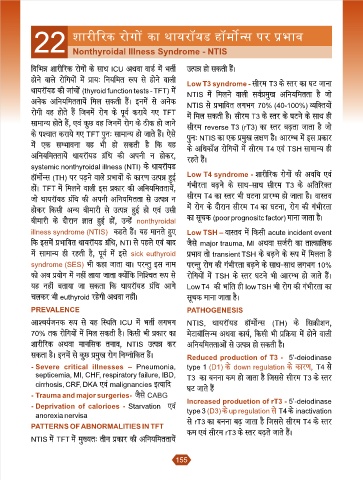 22
शारीरिक रोगों का थायरॉयड हॉर्मोन्स पर प्रभाव
Nonthyroidal Illness Syndrome - NTIS
विभिन्न शारीरिक रोगों के साथ ICU अथवा वार्ड में भर्ती
होने वाले रोगियों में प्रायः नियमित रूप से होने वाली
थायरॉयड की जांचों (thyroid function tests - TFT) में
अनेक अनियमिततायें मिल सकती हैं। इनमें से अनेक
रोगी वह होते हैं जिनमें रोग के पूर्व कराये गए TFT
सामान्य होते हैं, एवं कुछ वह जिनमें रोग के ठीक हो जाने
के पश्चात कराये गए TFT पुनः सामान्य हो जाते हैं। ऐसे
में एक सम्भावना बह भी हो सकती है कि यह
अनियमिततायें थायरॉयड ग्रंथि की अपनी न होकर,
systemic nonthyroidal illness (NTI) के थायरॉयड
हॉर्मोन्स (TH) पर पड़ने वाले प्रभावों के कारण उत्पन्न हुई
हों। TFT में मिलने वाली इस प्रकार की अनियमिततायें,
जो थायरॉयड ग्रंथि की अपनी अनियमितता से उत्पन्न न
होकर किसी अन्य बीमारी से उत्पन्न हुई हो एवं उसी
बीमारी के दौरान ज्ञात हुई हों, उन्हें nonthyroidal
illness syndrome (NTIS) कहते हैं। यह मानते हुए
कि इसमें प्रभावित थायरॉयड ग्रंथि, NTI से पहले एवं बाद
में सामान्य ही रहती है, पूर्व में इसे sick euthyroid
syndrome (SES) भी कहा जाता था। परन्तु इस नाम
को अब प्रयोग में नहीं लाया जाता क्योंकि निश्चित रूप से
यह नहीं बताया जा सकता कि थायरॉयड ग्रंथि आगे
चलकर भी euthyroid रहेगी अथवा नहीं।
PREVALENCE
आश्चर्यजनक रूप से यह स्थिति ICU में भर्ती लगभग
70% तक रोगियों में मिल सकती है। किसी भी प्रकार का
शारीरिक अथवा मानसिक तनाव, NTIS उत्पन्न कर
सकता है। इनमें से कुछ प्रमुख रोग निम्नांकित हैं।
- Severe critical illnesses – Pneumonia,
septicemia, MI, CHF, respiratory failure, IBD,
cirrhosis, CRF, DKA एवं malignancies इत्यादि
- Trauma and major surgeries- जैसे CABG
- Deprivation of calories - Starvation एवं
anorexia nervisa
PATTERNS OF ABNORMALITIES IN TFT
NTIS में TFT में मुख्यतः तीन प्रकार की अनियमिततायें
उत्पन्न हो सकती हैं।
Low T3 syndrome - सीरम T3 के स्तर का घट जाना
NTIS में मिलने वाली सर्वप्रमुख अनियमितता है जो
NTIS से प्रभावित लगभग 70% (40-100%) व्यक्तियों
में मिल सकती है। सीरम T3 के स्तर के घटने के साथ ही
सीरम reverse T3 (rT3) का स्तर बढ़ता जाता है जो
पुनः NTIS का एक प्रमुख लक्षण है। आरम्भ में इस प्रकार
के अधिकांश रोगियों में सीरम T4 एवं TSH सामान्य ही
रहते हैं।
Low T4 syndrome - शारीरिक रोगों की अवधि एवं
गंभीरता बढ़ने के साथ-साथ सीरम T3 के अतिरिक्त
सीरम T4 का स्तर भी घटना प्रारम्भ हो जाता है। वास्तव
में रोग के दौरान सीरम T4 का घटना, रोग की गंभीरता
का सूचक (poor prognositc factor) माना जाता है।
Low TSH – वास्तव में किसी acute incident event
जैसे major trauma, MI अथवा सर्जरी का तात्कालिक
प्रभाव तो transient TSH के बढ़ने के रूप में मिलता है
परन्तु रोग की गंभीरता बढ़ने के साथ-साथ लगभग 10%
रोगियों में TSH के स्तर घटने भी आरम्भ हो जाते हैं।
Low T4 की भांति ही low TSH भी रोग की गंभीरता का
सूचक माना जाता है।
PATHOGENESIS
NTIS, थायरॉयड हॉर्मोन्स (TH) के सिक्रीशन,
मेटाबॉलिज्म अथवा कार्य, किसी भी प्रक्रिया में होने वाली
अनियमितताओं से उत्पन्न हो सकती है।
Reduced production of T3 - 5'-deiodinase
type 1 (D1) के down regulation के कारण, T4 से
T3 का बनना कम हो जाता है जिससे सीरम T3 के स्तर
घट जाते हैं
Increased production of rT3 - 5'-deiodinase
type 3 (D3) के up regulation से T4 के inactivation
से rT3 का बनना बढ़ जाता है जिससे सीरम T4 के स्तर
कम एवं सीरम rT3 के स्तर बढ़ते जाते हैं।
155